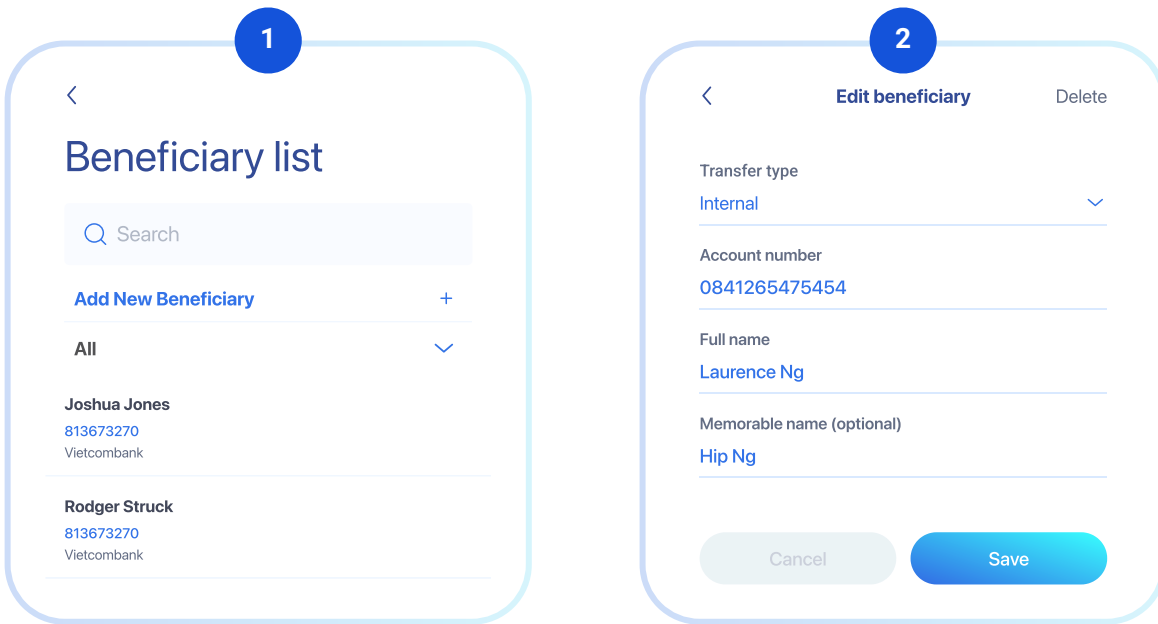 1
Beneficiary list
Search
Add New Beneficiary +
All
Joshua Jones
813673270
Vietcombank
Rodger Struck
813673270
Vietcombank
2
Edit beneficiary Delete
Transfer type
Internal
Account number
0841265475454
Full name
Laurence Ng
Memorable name (optional)
Hip Ng
Cancel Save